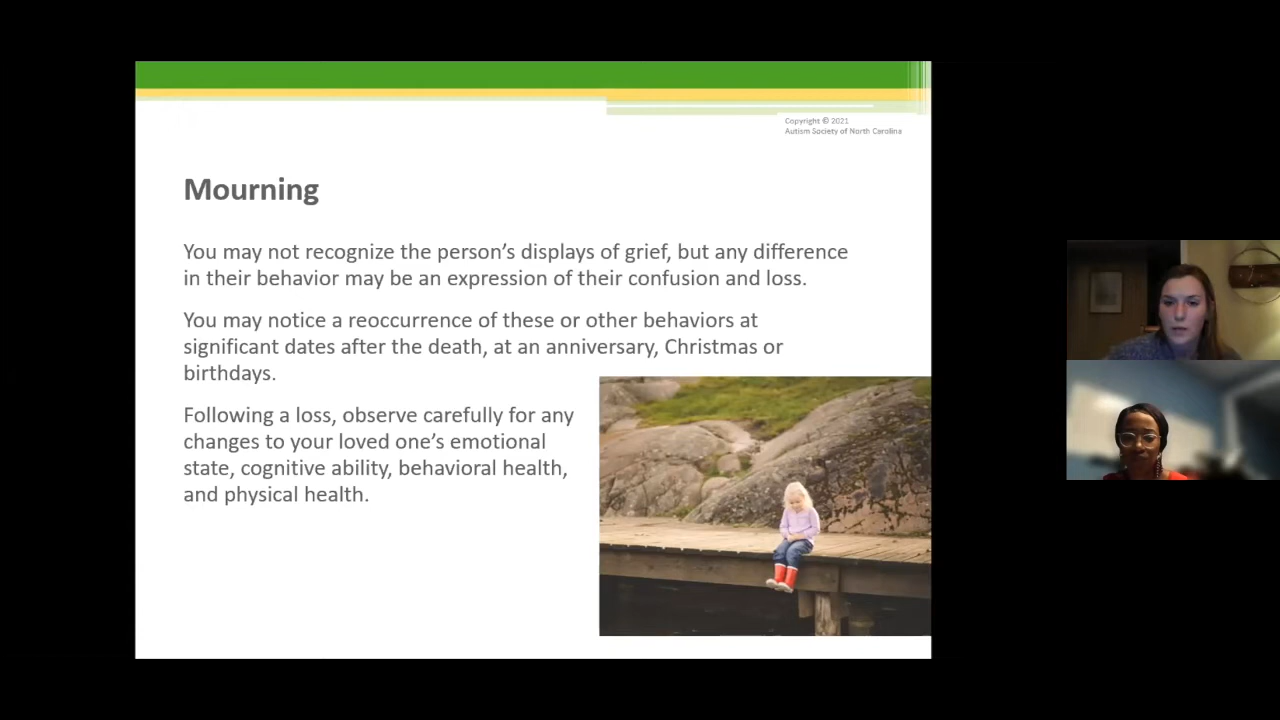 Copyright © 2021
Autism Society of North Carolina
Mourning
You may not recognize the person’s displays of grief, but any difference
in their behavior may be an expression of their confusion and loss.
You may notice a reoccurrence of these or other behaviors at
significant dates after the death, at an anniversary, Christmas or
birthdays.
Following a loss, observe carefully for any
changes to your loved one’s emotional
state, cognitive ability, behavioral health,
and physical health.